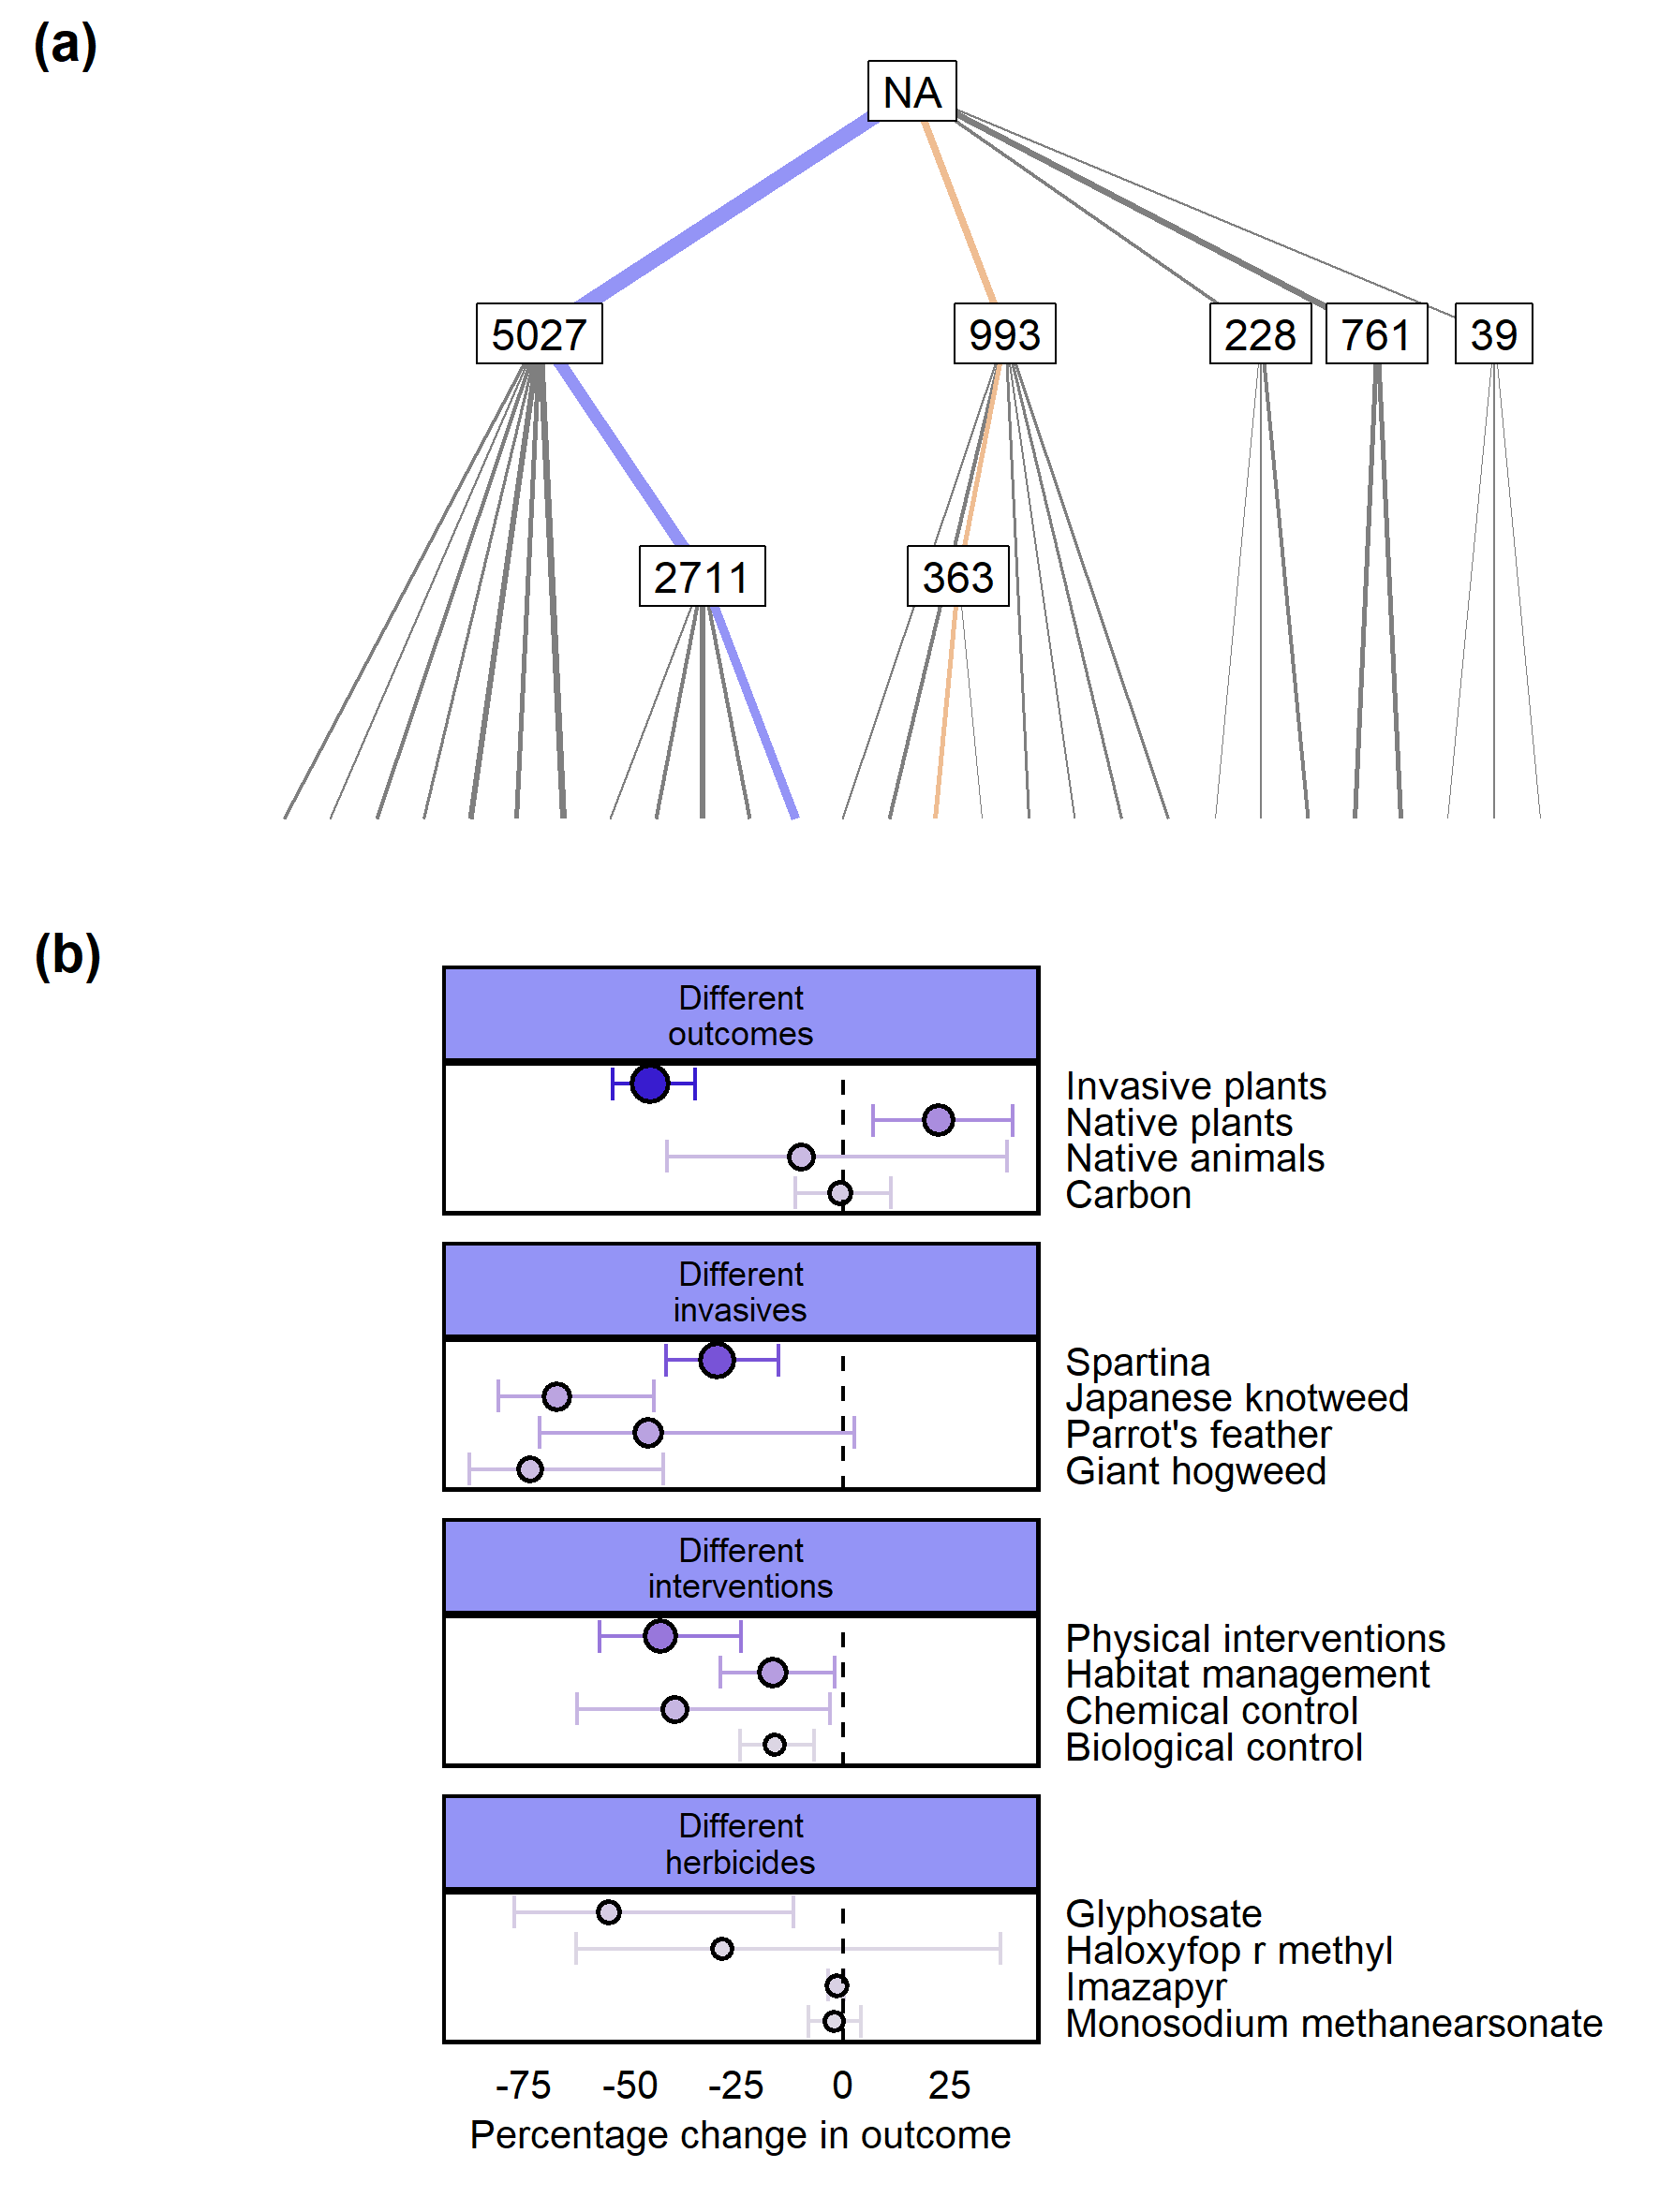 (a)
NA
5027
993
228
761
39
2711
363
(b)
Different
outcomes
Invasive plants
Native plants
Native animals
Carbon
Different
invasives
Spartina
Japanese knotweed
Parrot's feather
Giant hogweed
Different
interventions
Physical interventions
Habitat management
Chemical control
Biological control
Different
herbicides
Glyphosate
Haloxyfop r methyl
Imazapyr
Monosodium methanearsonate
-75 -50 -25 0 25
Percentage change in outcome